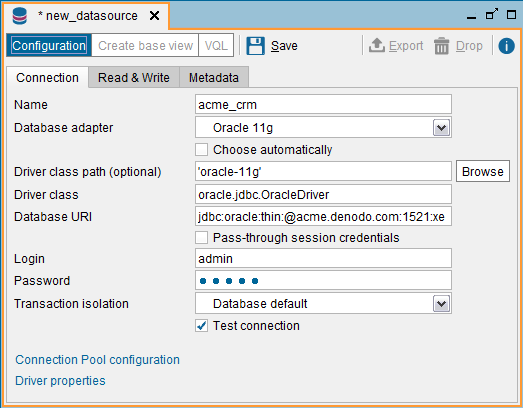 * new_datasource
Configuration Create base view VQL Save Export Drop
Connection Read & Write Metadata
Name acme_crm
Database adapter Oracle 11g
Choose automatically
Driver class path (optional) 'oracle-11g' Browse
Driver class oracle.jdbc.OracleDriver
Database URI jdbc:oracle:thin:@acme.denodo.com:1521:xe
Pass-through session credentials
Login admin
Password
Transaction isolation Database default
Test connection
Connection Pool configuration
Driver properties